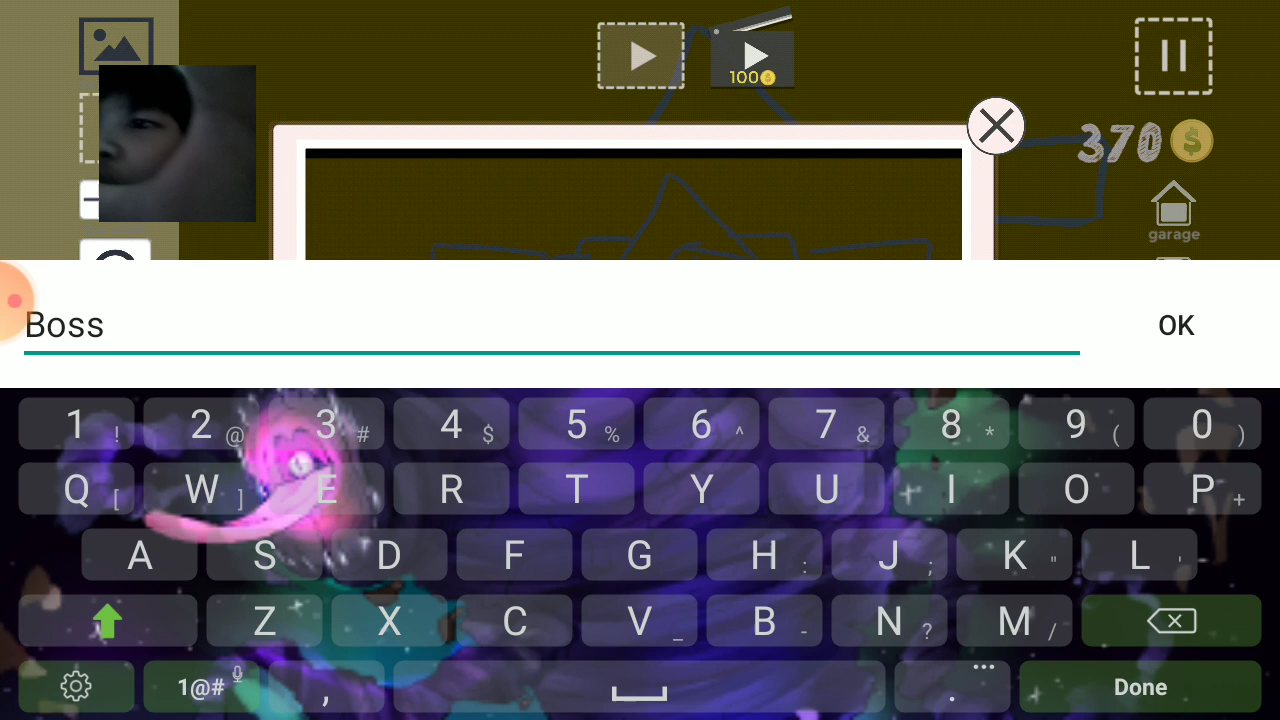 100
370
garage
Boss
OK
1 ! 2 @ 3 # 4 $ 5 % 6 ^ 7 & 8 * 9 ( 0 )
Q [ W ] E R T Y U I O P +
A S D F G H : J ; K " L '
Z X C V _ B - N ? M /
1@# , . ... Done